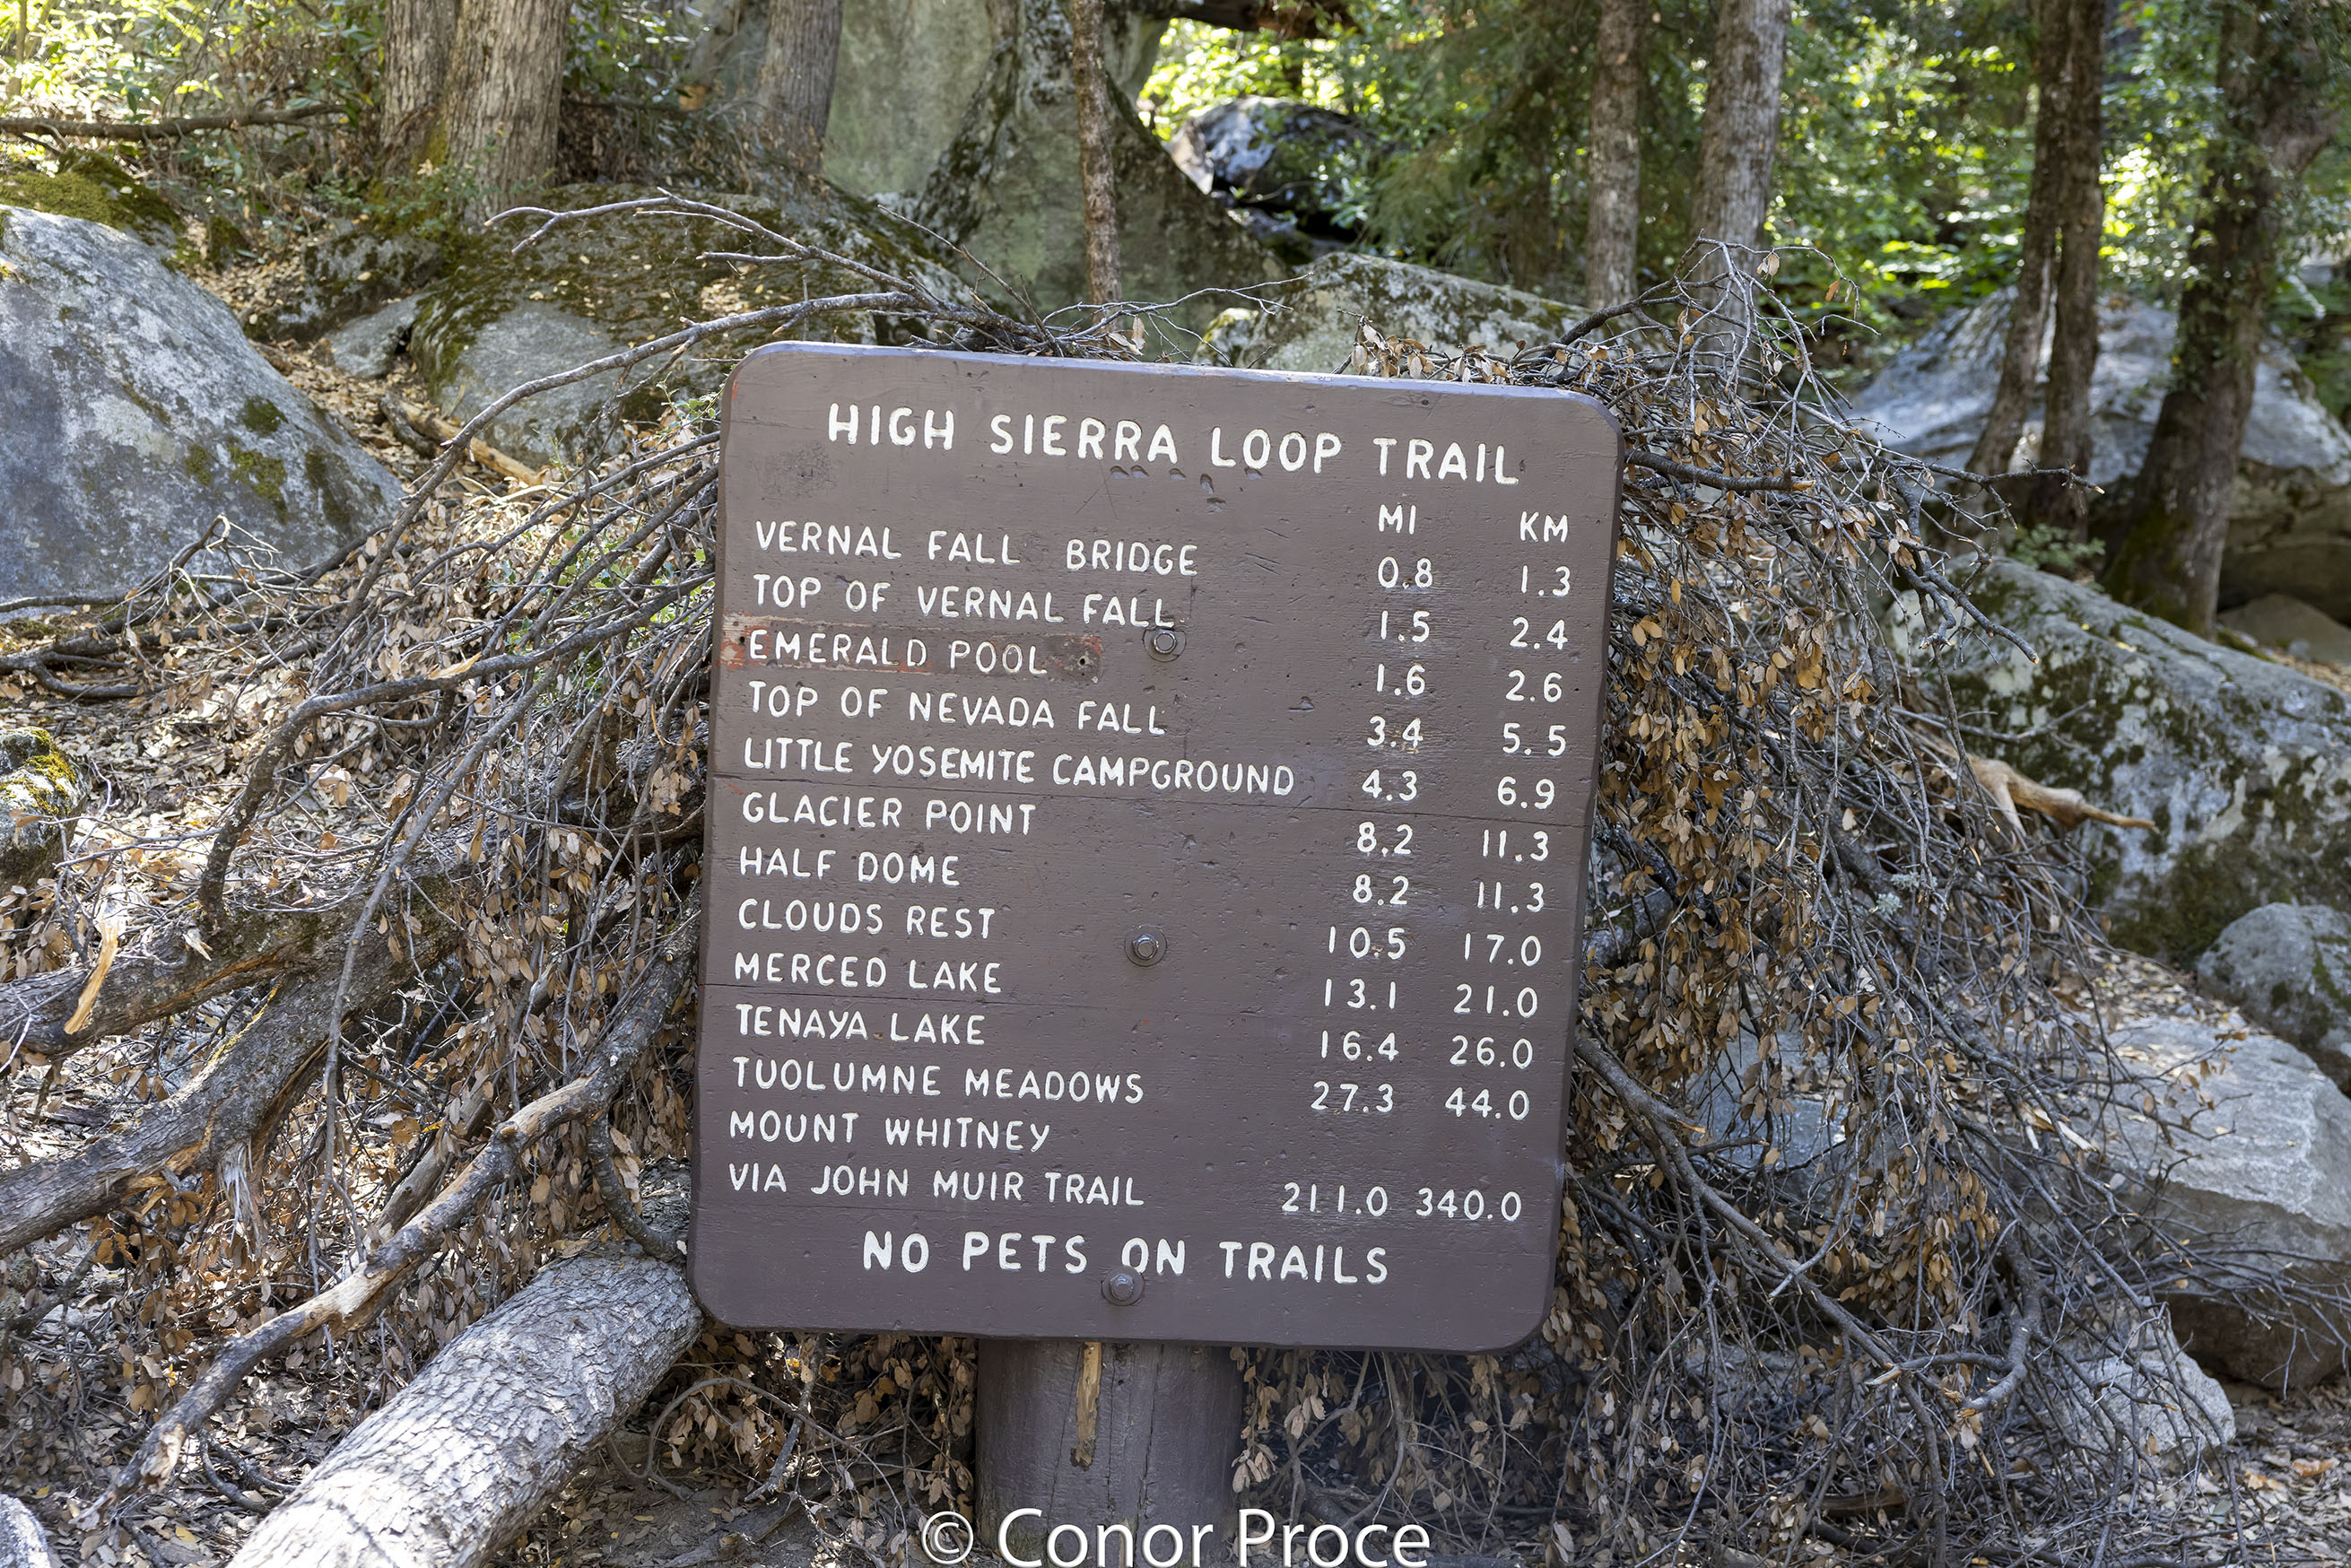 HIGH SIERRA LOOP TRAIL
MI KM
VERNAL FALL BRIDGE 0.8 1.3
TOP OF VERNAL FALL 1.5 2.4
EMERALD POOL 1.6 2.6
TOP OF NEVADA FALL 3.4 5.5
LITTLE YOSEMITE CAMPGROUND 4.3 6.9
GLACIER POINT 8.2 11.3
HALF DOME 8.2 11.3
CLOUDS REST 10.5 17.0
MERCED LAKE 13.1 21.0
TENAYA LAKE 16.4 26.0
TUOLUMNE MEADOWS 27.3 44.0
MOUNT WHITNEY
VIA JOHN MUIR TRAIL 211.0 340.0
NO PETS ON TRAILS
© Conor Proce